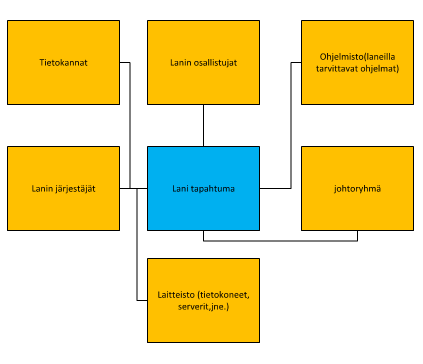 Tietokannat
Lanin osallistujat
Ohjelmisto(laneilla
tarvittavat ohjelmat)
Lanin järjestäjät
Lani tapahtuma
johtoryhmä
Laitteisto (tietokoneet,
serverit,jne.)